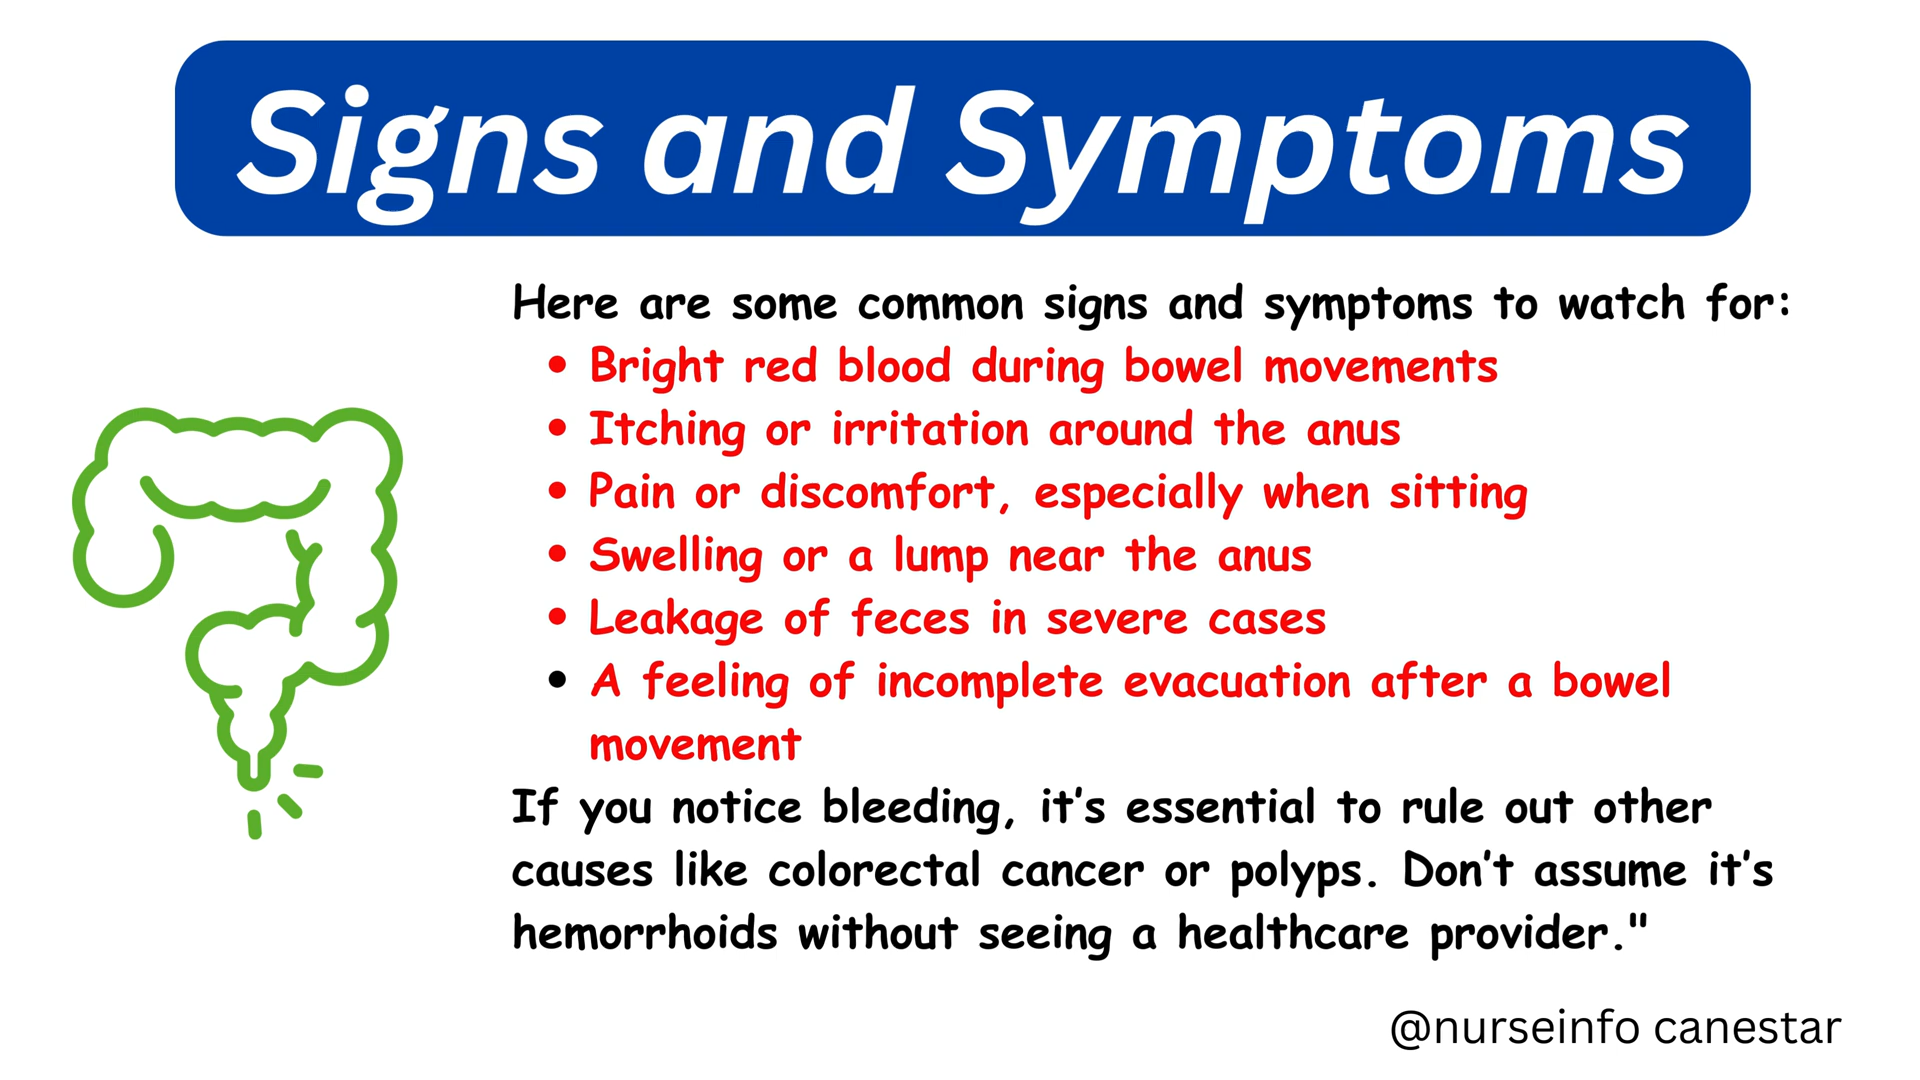 Signs and Symptoms
Here are some common signs and symptoms to watch for:
• Bright red blood during bowel movements
• Itching or irritation around the anus
• Pain or discomfort, especially when sitting
• Swelling or a lump near the anus
• Leakage of feces in severe cases
• A feeling of incomplete evacuation after a bowel
movement
If you notice bleeding, it's essential to rule out other
causes like colorectal cancer or polyps. Don't assume it's
hemorrhoids without seeing a healthcare provider."
@nurseinfo canestar